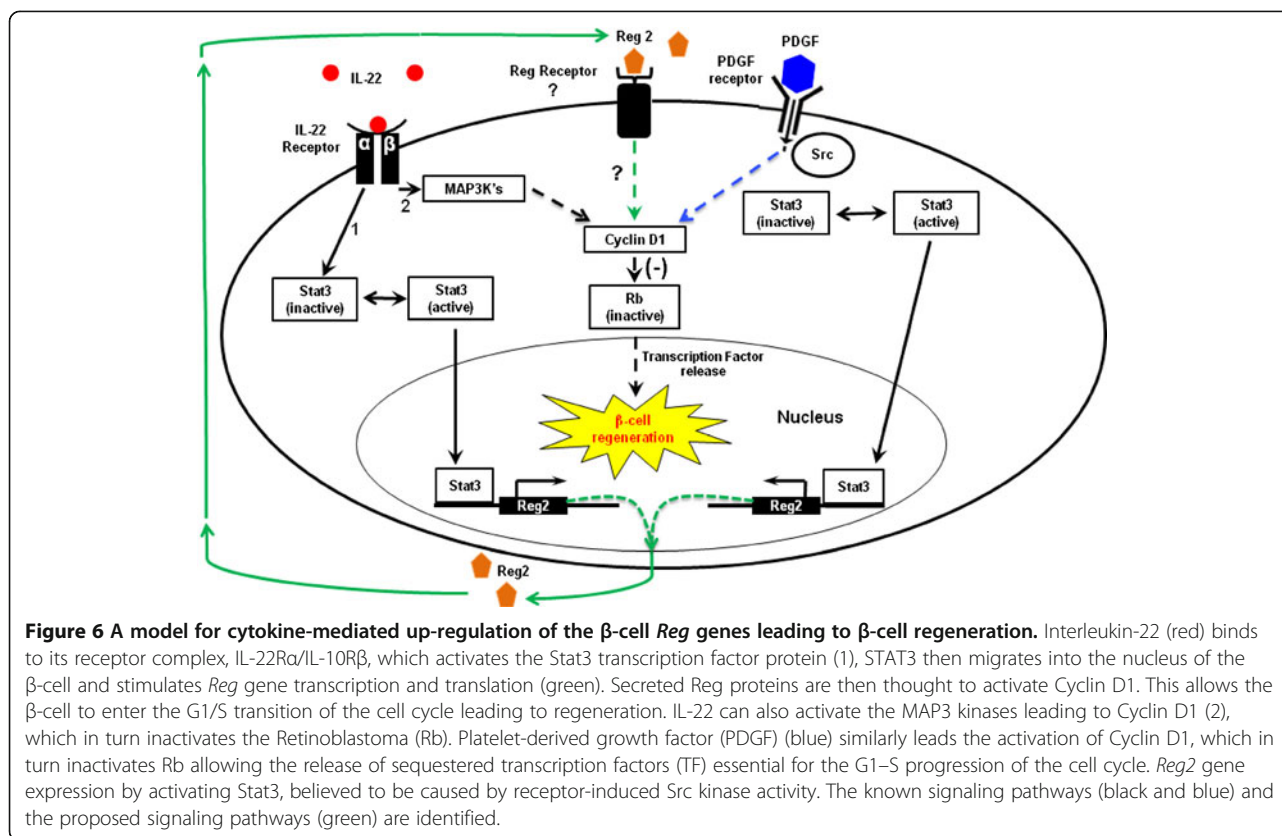 Reg 2
PDGF
IL-22
Reg Receptor
?
PDGF
receptor
IL-22
Receptor
α β
Src
?
MAP3K's
2
1
Stat3
(inactive)
Stat3
(active)
Cyclin D1
(-)
Stat3
(inactive)
Stat3
(active)
Rb
(inactive)
Transcription Factor
release
β-cell
regeneration
Nucleus
Stat3
Reg2
Stat3
Reg2
Reg2
Figure 6 A model for cytokine-mediated up-regulation of the β-cell Reg genes leading to β-cell regeneration. Interleukin-22 (red) binds
to its receptor complex, IL-22Rα/IL-10Rβ, which activates the Stat3 transcription factor protein (1), STAT3 then migrates into the nucleus of the
β-cell and stimulates Reg gene transcription and translation (green). Secreted Reg proteins are then thought to activate Cyclin D1. This allows the
β-cell to enter the G1/S transition of the cell cycle leading to regeneration. IL-22 can also activate the MAP3 kinases leading to Cyclin D1 (2),
which in turn inactivates the Retinoblastoma (Rb). Platelet-derived growth factor (PDGF) (blue) similarly leads the activation of Cyclin D1, which in
turn inactivates Rb allowing the release of sequestered transcription factors (TF) essential for the G1–S progression of the cell cycle. Reg2 gene
expression by activating Stat3, believed to be caused by receptor-induced Src kinase activity. The known signaling pathways (black and blue) and
the proposed signaling pathways (green) are identified.